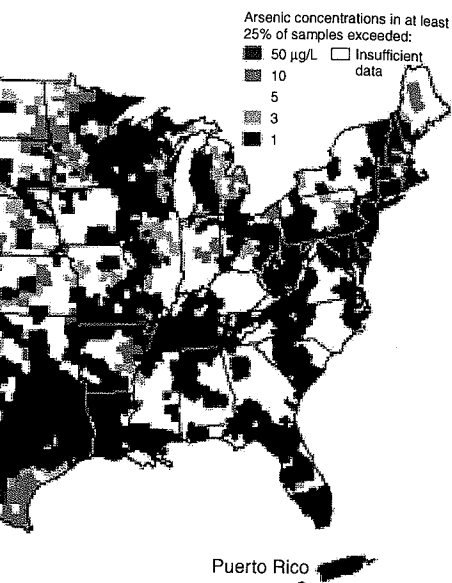 Arsenic concentrations in at least
25% of samples exceeded:
50 µg/L Insufficient
10 data
5
3
1
Puerto Rico